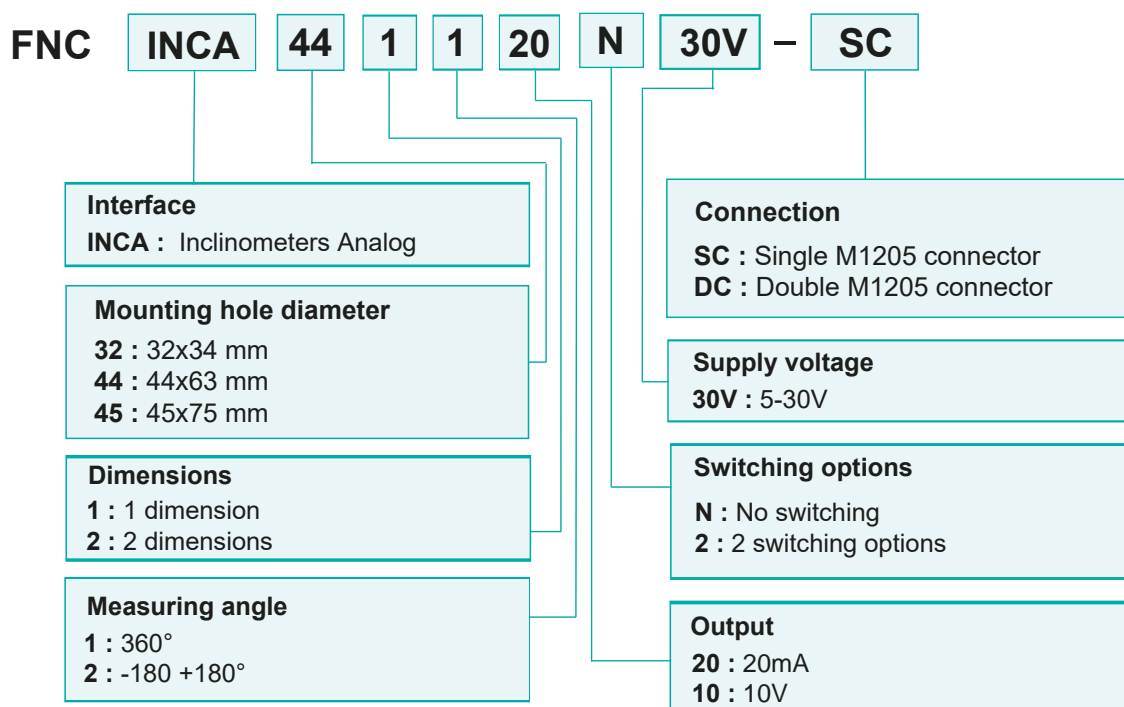 FNC INCA 44 1 1 20 N 30V – SC
Interface
INCA : Inclinometers Analog
Mounting hole diameter
32 : 32x34 mm
44 : 44x63 mm
45 : 45x75 mm
Dimensions
1 : 1 dimension
2 : 2 dimensions
Measuring angle
1 : 360°
2 : -180 +180°
Connection
SC : Single M1205 connector
DC : Double M1205 connector
Supply voltage
30V : 5-30V
Switching options
N : No switching
2 : 2 switching options
Output
20 : 20mA
10 : 10V